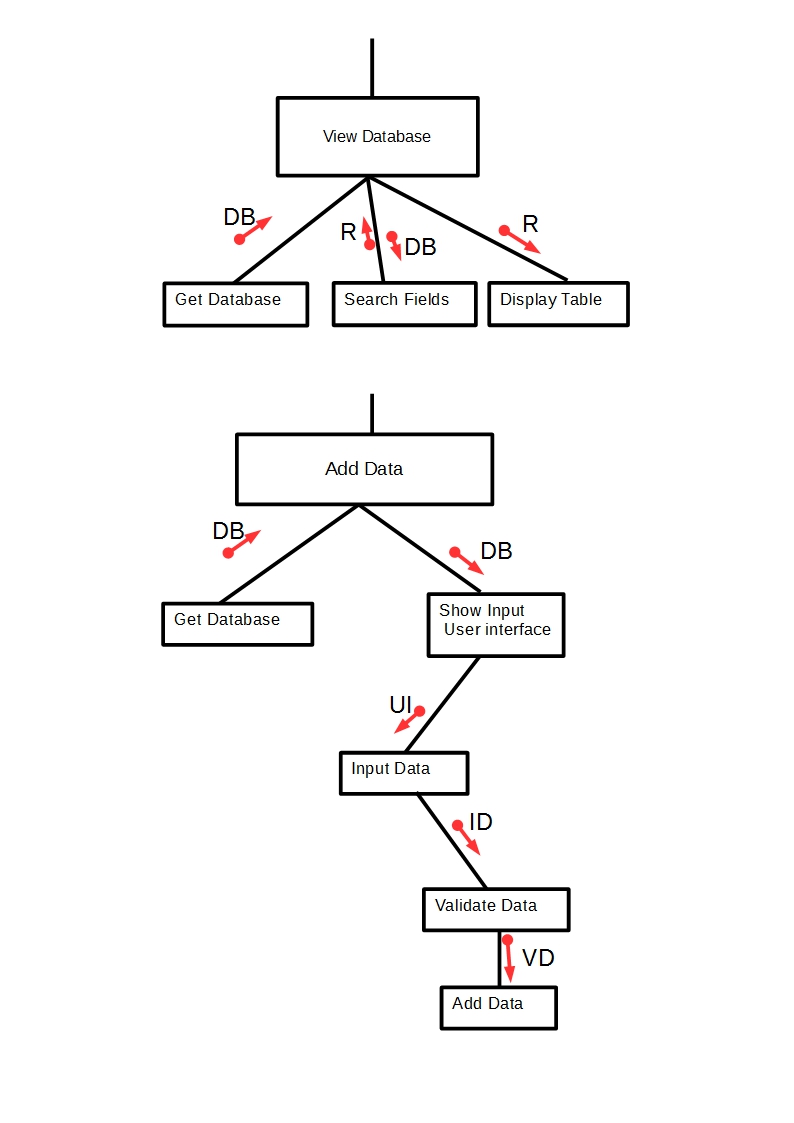 View Database
DB
R
DB
R
Get Database
Search Fields
Display Table
Add Data
DB
DB
Get Database
Show Input
User interface
UI
Input Data
ID
Validate Data
VD
Add Data